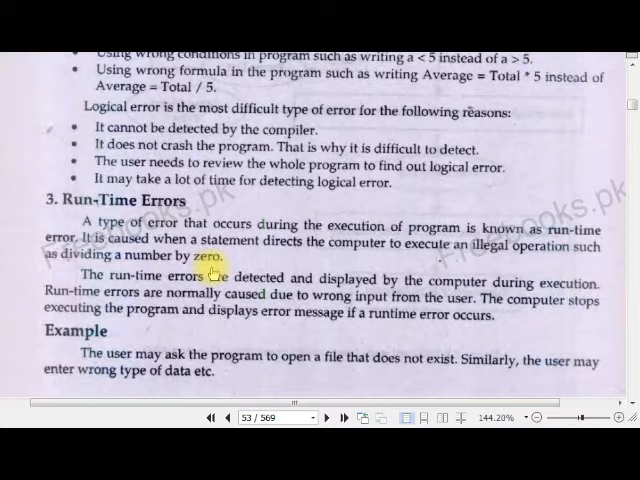 Using wrong conditions in program such as writing a < 5 instead of a > 5.
• Using wrong formula in the program such as writing Average = Total * 5 instead of
Average = Total / 5.
Logical error is the most difficult type of error for the following reasons:
• It cannot be detected by the compiler.
• It does not crash the program. That is why it is difficult to detect.
• The user needs to review the whole program to find out logical error.
• It may take a lot of time for detecting logical error.
3. Run-Time Errors
A type of error that occurs during the execution of program is known as run-time
error. It is caused when a statement directs the computer to execute an illegal operation such
as dividing a number by zero.
The run-time errors are detected and displayed by the computer during execution.
Run-time errors are normally caused due to wrong input from the user. The computer stops
executing the program and displays error message if a runtime error occurs.
Example
The user may ask the program to open a file that does not exist. Similarly, the user may
enter wrong type of data etc.
Freebooks.pk
Freebooks.pk
53 / 569
144.20%